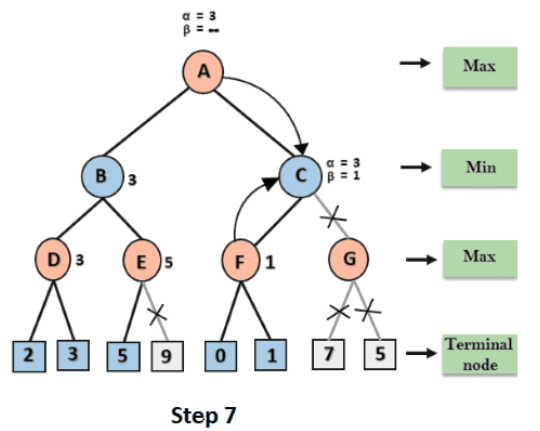 α = 3
β = -∞
A
Max
B 3
C
α = 3
β = 1
Min
D 3
E 5
F 1
G
Max
2 3 5 9 0 1 7 5
Terminal
node
Step 7